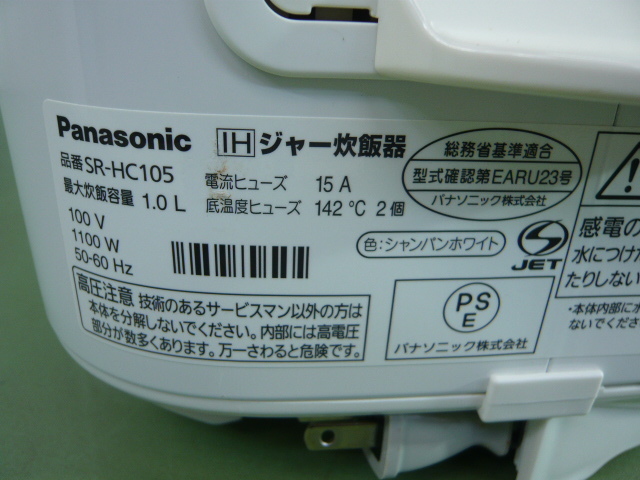 Panasonic IHジャー炊飯器
品番SR-HC105
最大炊飯容量 1.0 L
100 V
1100 W
50-60 Hz
電流ヒューズ 15 A
底温度ヒューズ 142 ℃ 2個
総務省基準適合
型式確認第EARU23号
パナソニック株式会社
色:シャンパンホワイト
JET
高圧注意 技術のあるサービスマン以外の方は
本体を分解しないでください。内部には高電圧
部分が数多くあります。万一さわると危険です。
PS
E
パナソニック株式会社
感電の
水につけた
たりしない
・本体内部に水
ないでくださ